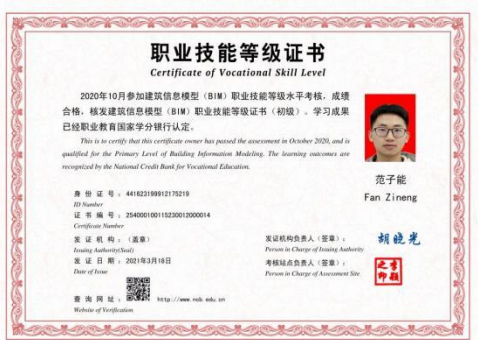 职业技能等级证书
Certificate of Vocational Skill Level
2020年10月参加建筑信息模型（BIM）职业技能等级水平考核，成绩
合格，核发建筑信息模型（BIM）职业技能等级证书（初级）。学习成果
已经职业教育国家学分银行认定。
This is to certify that this certificate owner has passed the assessment in October 2020, and is
qualified for the Primary Level of Building Information Modeling. The learning outcomes are
recognized by the National Credit Bank for Vocational Education.
范子能
Fan Zineng
身 份 证 号：441623199912175219
ID Number
证 书 编 号：25400010011523001200 0014
Certificate Number
发 证 机 构：（盖章）
Issuing Authority(Seal)
发 证 日 期：2021年3月18日
Date of Issue
查 询 网 址： http://www.ncb.edu.cn
Website of Verification
发证机构负责人（签章）：胡晓光
Person in Charge of Issuing Authority
考核站点负责人（签章）：
Person in Charge of Assessment Site